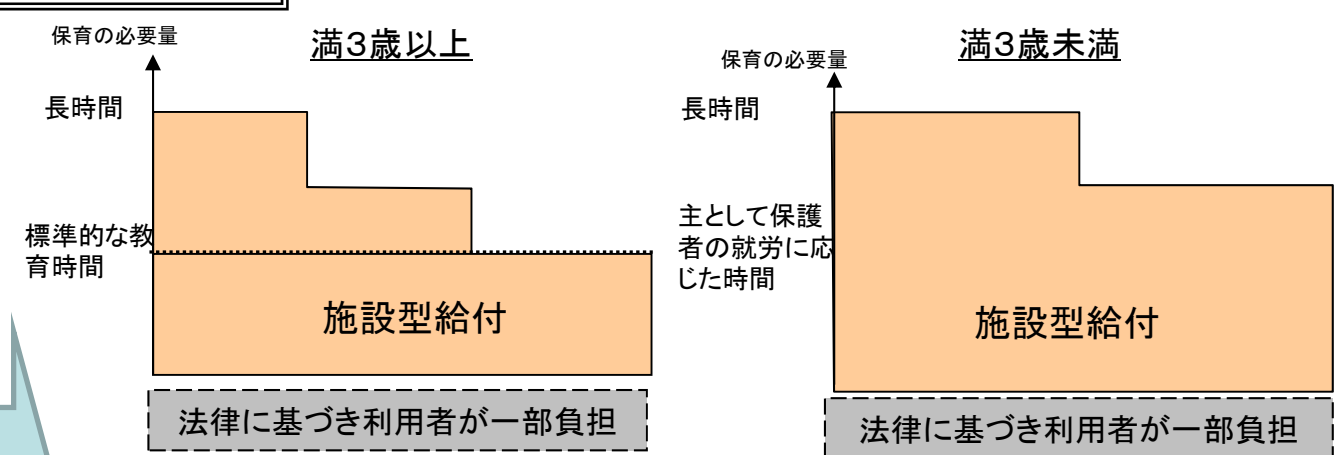 満3歳以上
保育の必要量
長時間
標準的な教
育時間
施設型給付
法律に基づき利用者が一部負担
満3歳未満
保育の必要量
長時間
主として保護
者の就労に応
じた時間
施設型給付
法律に基づき利用者が一部負担